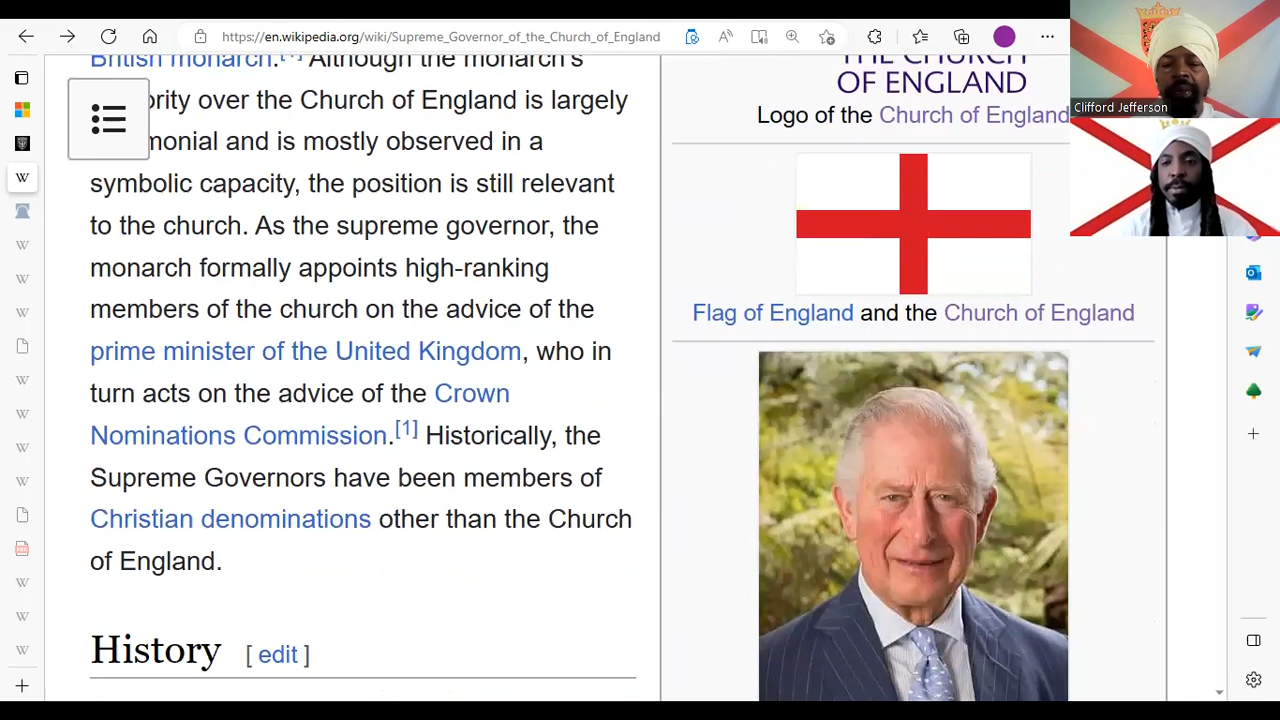 https://en.wikipedia.org/wiki/Supreme_Governor_of_the_Church_of_England
British monarch.
Although the monarch's
ority over the Church of England is largely
monial and is mostly observed in a
symbolic capacity, the position is still relevant
to the church. As the supreme governor, the
monarch formally appoints high-ranking
members of the church on the advice of the
prime minister of the United Kingdom, who in
turn acts on the advice of the Crown
Nominations Commission.[1] Historically, the
Supreme Governors have been members of
Christian denominations other than the Church
of England.
History [ edit ]
THE CHURCH
OF ENGLAND
Logo of the Church of England
Flag of England and the Church of England
Clifford Jefferson